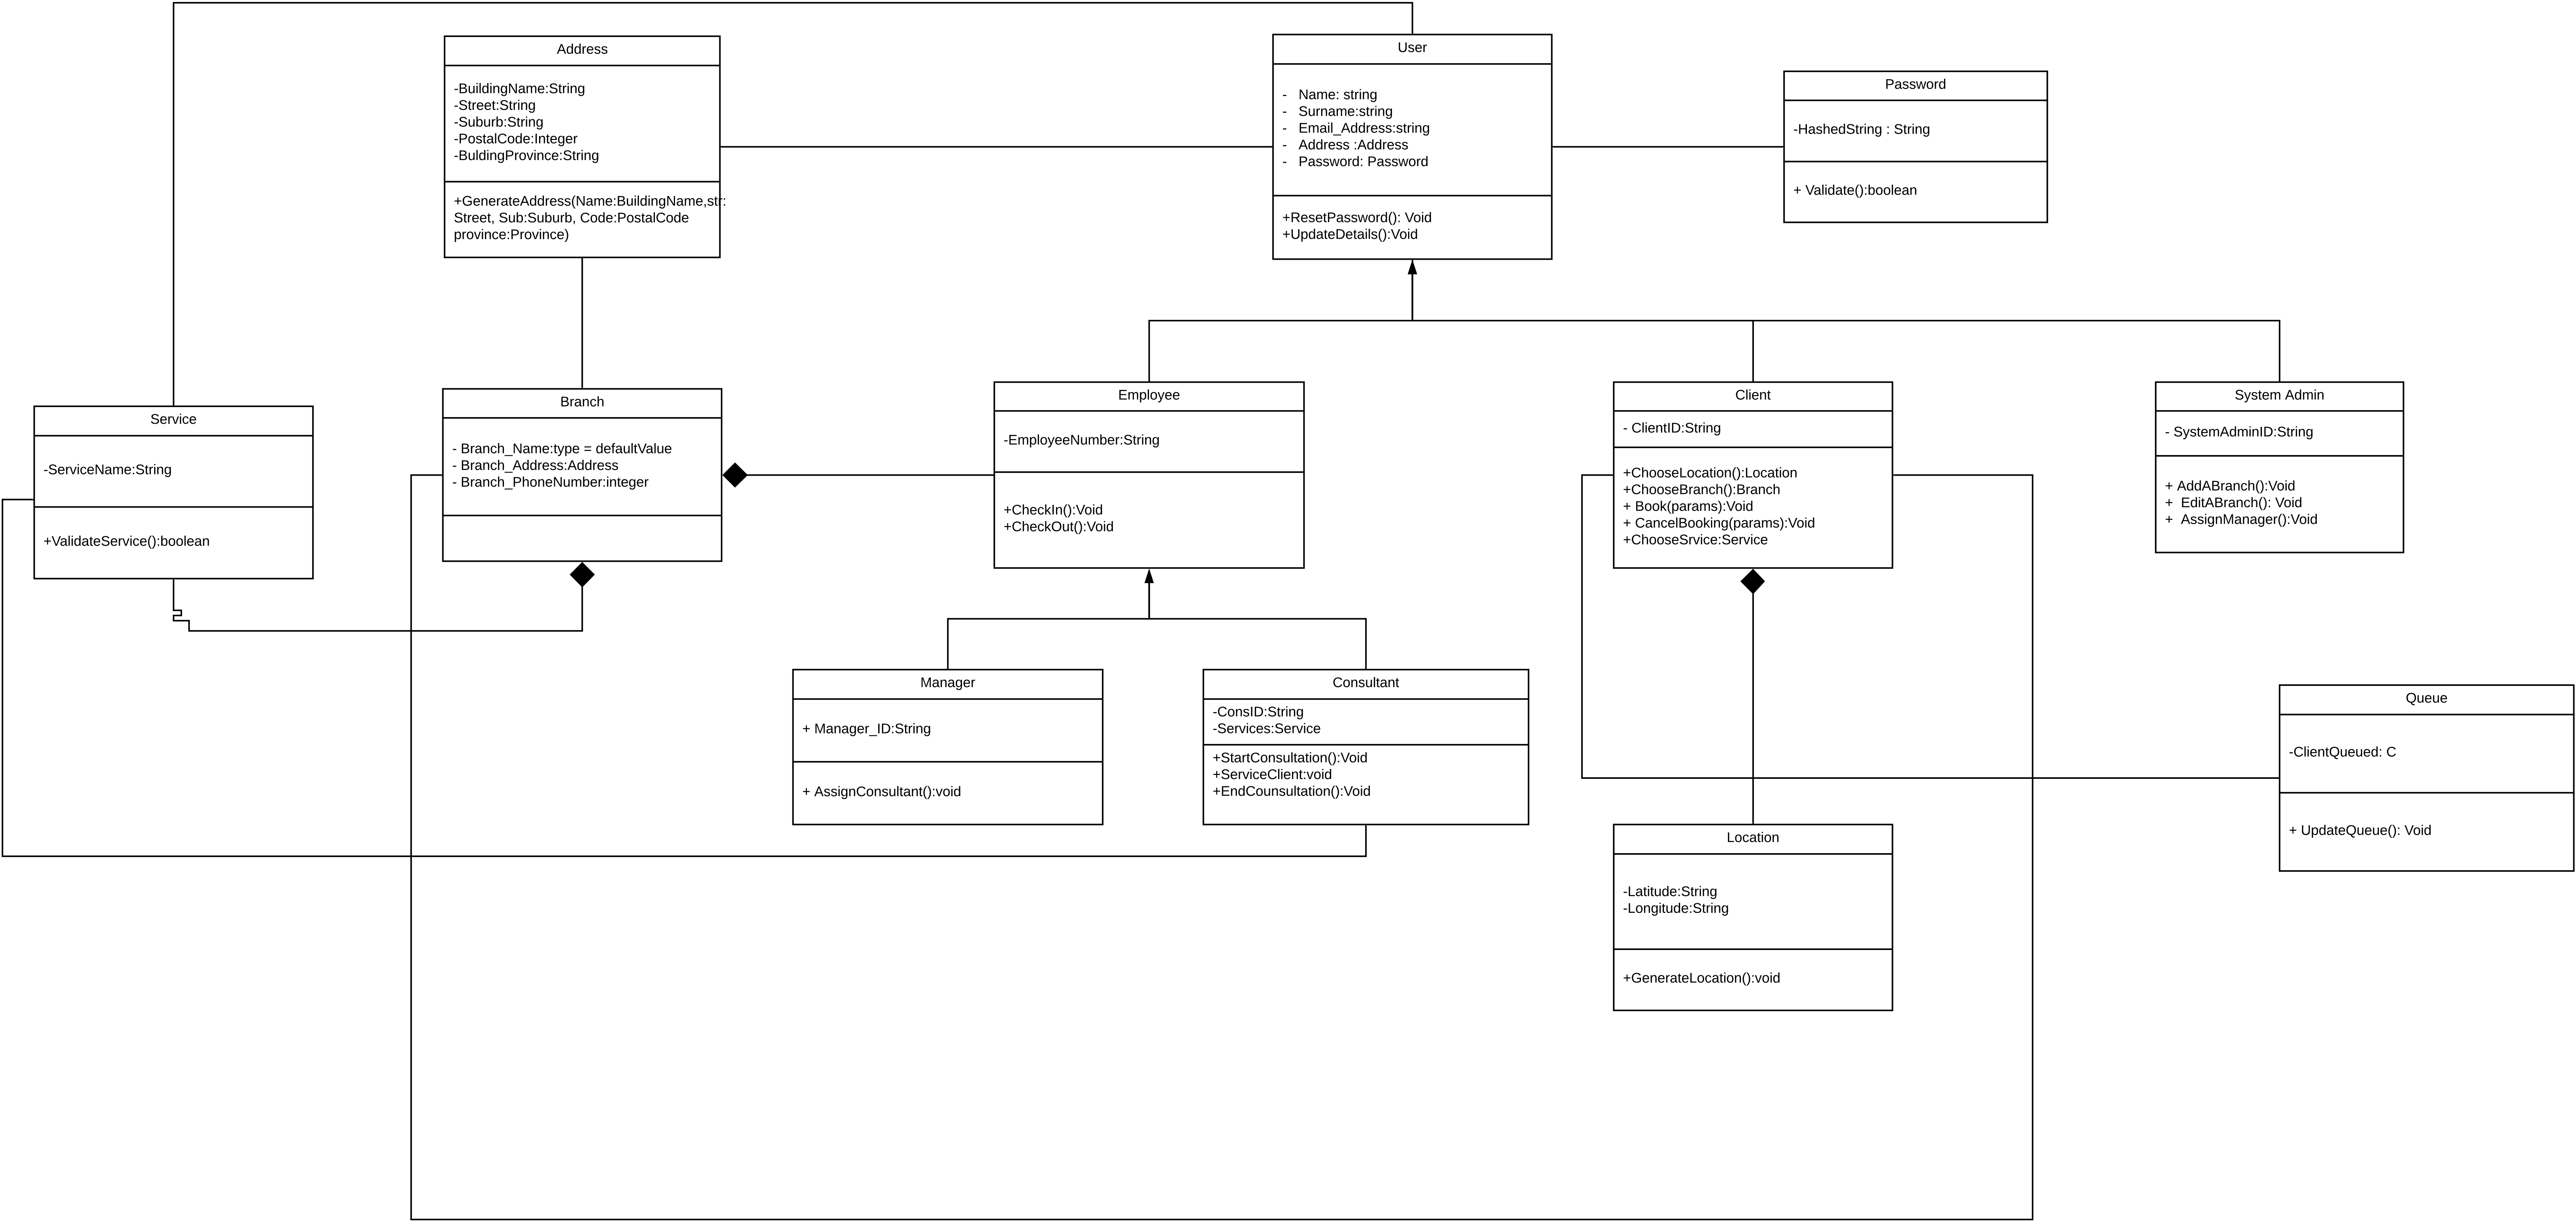 Address
-BuildingName:String
-Street:String
-Suburb:String
-PostalCode:Integer
-BuldingProvince:String
+GenerateAddress(Name:BuildingName,str:
Street, Sub:Suburb, Code:PostalCode
province:Province)
User
- Name: string
- Surname:string
- Email_Address:string
- Address :Address
- Password: Password
+ResetPassword(): Void
+UpdateDetails():Void
Password
-HashedString : String
+ Validate():boolean
Service
-ServiceName:String
+ValidateService():boolean
Branch
- Branch_Name:type = defaultValue
- Branch_Address:Address
- Branch_PhoneNumber:integer
Employee
-EmployeeNumber:String
+CheckIn():Void
+CheckOut():Void
Client
- ClientID:String
+ChooseLocation():Location
+ChooseBranch():Branch
+ Book(params):Void
+ CancelBooking(params):Void
+ChooseSrvice:Service
System Admin
- SystemAdminID:String
+ AddABranch():Void
+ EditABranch(): Void
+ AssignManager():Void
Manager
+ Manager_ID:String
+ AssignConsultant():void
Consultant
-ConsID:String
-Services:Service
+StartConsultation():Void
+ServiceClient:void
+EndCounsultation():Void
Queue
-ClientQueued: C
+ UpdateQueue(): Void
Location
-Latitude:String
-Longitude:String
+GenerateLocation():void